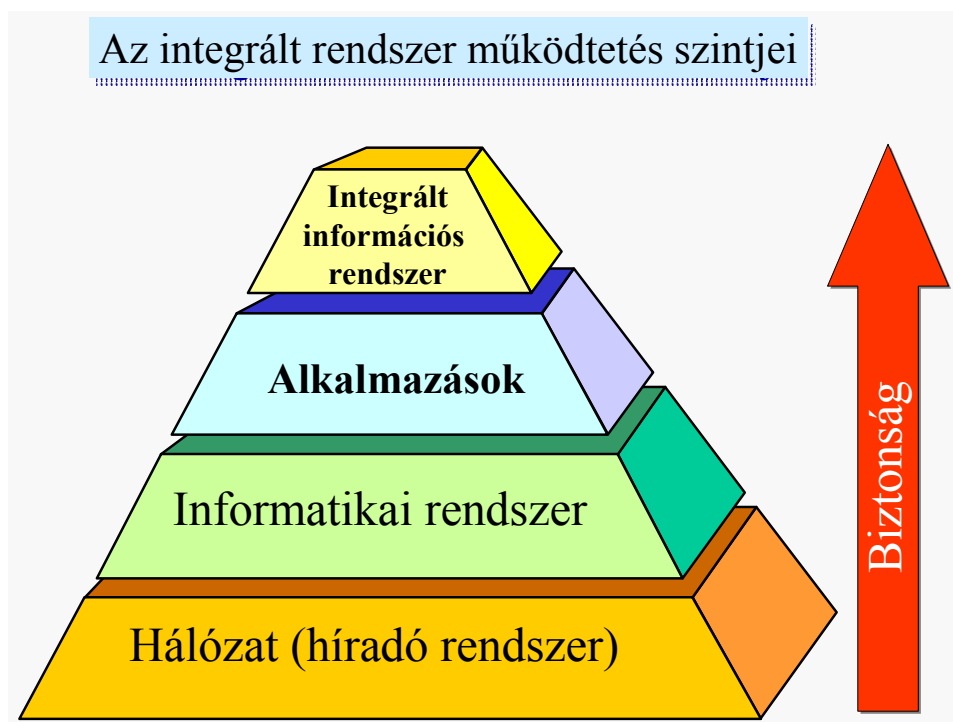 Az integrált rendszer működtetés szintjei
Integrált
információs
rendszer
Alkalmazások
Informatikai rendszer
Hálózat (híradó rendszer)
Biztonság